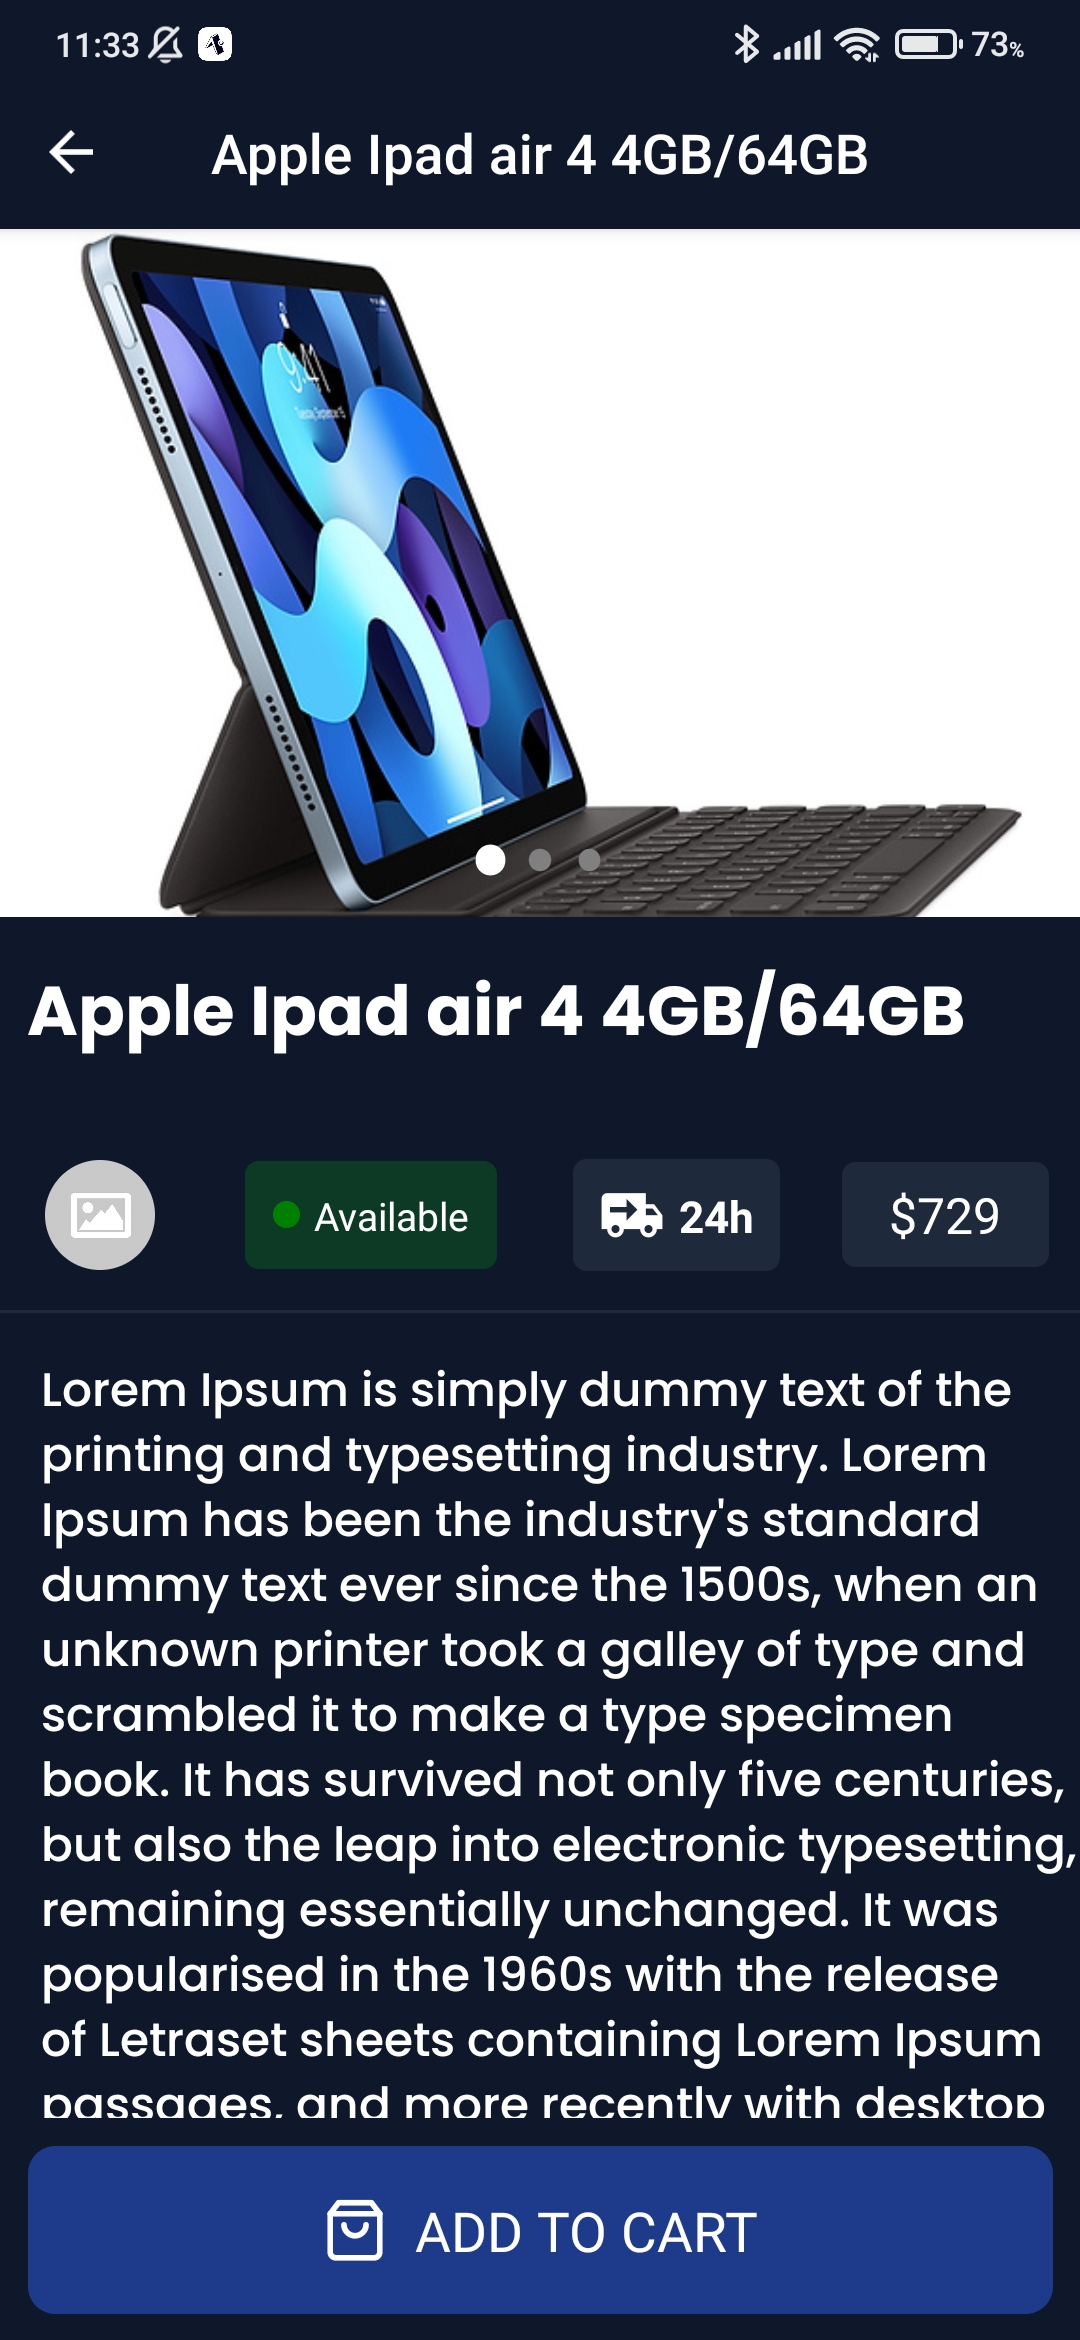 11:33 73%
Apple Ipad air 4 4GB/64GB
9:41
Apple Ipad air 4 4GB/64GB
Available 24h $729
Lorem Ipsum is simply dummy text of the
printing and typesetting industry. Lorem
Ipsum has been the industry's standard
dummy text ever since the 1500s, when an
unknown printer took a galley of type and
scrambled it to make a type specimen
book. It has survived not only five centuries,
but also the leap into electronic typesetting,
remaining essentially unchanged. It was
popularised in the 1960s with the release
of Letraset sheets containing Lorem Ipsum
passages, and more recently with desktop
ADD TO CART